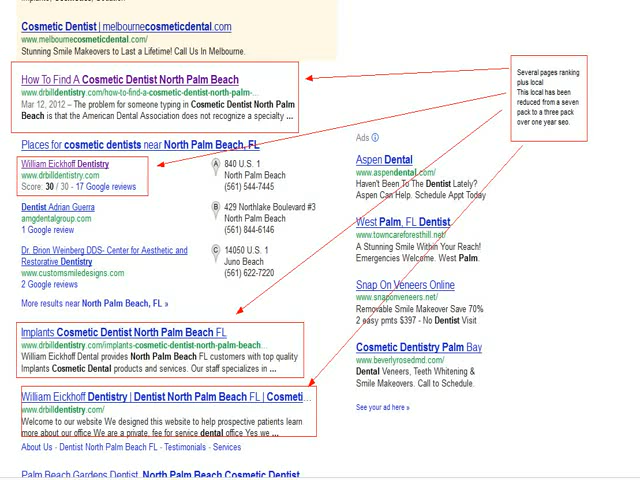 Cosmetic Dentist | melbournecosmeticdental.com
www.melbournecosmeticdental.com/
Stunning Smile Makeovers to Last a Lifetime! Call Us In Melbourne.
How To Find A Cosmetic Dentist North Palm Beach
www.drbilldentistry.com/how-to-find-a-cosmetic-dentist-north-palm-...
Mar 12, 2012 – The problem for someone typing in Cosmetic Dentist North Palm
Beach is that the American Dental Association does not recognize a specialty ...
Places for cosmetic dentists near North Palm Beach, FL
William Eickhoff Dentistry
www.drbilldentistry.com
Score: 30 / 30 - 17 Google reviews
A
840 U.S. 1
North Palm Beach
(561) 544-7445
Dentist Adrian Guerra
amgdentalgroup.com
1 Google review
B
429 Northlake Boulevard #3
North Palm Beach
(561) 844-6146
Dr. Brion Weinberg DDS- Center for Aesthetic and
Restorative Dentistry
www.customsmiledesigns.com
2 Google reviews
C
14050 U.S. 1
Juno Beach
(561) 622-7220
More results near North Palm Beach, FL »
Implants Cosmetic Dentist North Palm Beach FL
www.drbilldentistry.com/implants-cosmetic-dentist-north-palm-beach...
William Eickhoff Dental provides North Palm Beach FL customers with top quality
Implants Cosmetic Dental products and services. Our staff specializes in ...
William Eickhoff Dentistry | Dentist North Palm Beach FL | Cosmeti...
www.drbilldentistry.com/
Welcome to our website We designed this website to help prospective patients learn
more about our office We are a private, fee for service dental office Yes we ...
About Us - Dentist North Palm Beach FL - Testimonials - Services
Palm Beach Gardens Dentist, North Palm Beach Cosmetic Dentist
Several pages ranking
plus local
This local has been
reduced from a seven
pack to a three pack
over one year seo.
Ads
Aspen Dental
www.aspendental.com/
Haven't Been To The Dentist Lately?
Aspen Can Help. Schedule Appt Today
West Palm, FL Dentist
www.towncareforesthill.net/
A Stunning Smile Within Your Reach!
Emergencies Welcome. West Palm.
Snap On Veneers Online
www.snaponveneers.net/
Removable Smile Makeover Save 70%
2 easy pmts $397 - No Dentist Visit
Cosmetic Dentistry Palm Bay
www.beverlyrosedmd.com/
Dental Veneers, Teeth Whitening &
Smile Makeovers. Call to Schedule.
See your ad here »